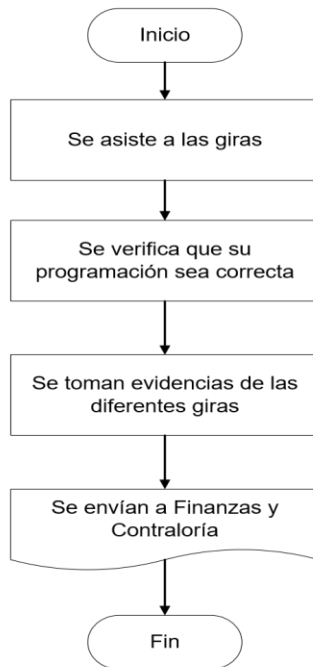 Inicio
Se asiste a las giras
Se verifica que su
programación sea correcta
Se toman evidencias de las
diferentes giras
Se envían a Finanzas y
Contraloría
Fin